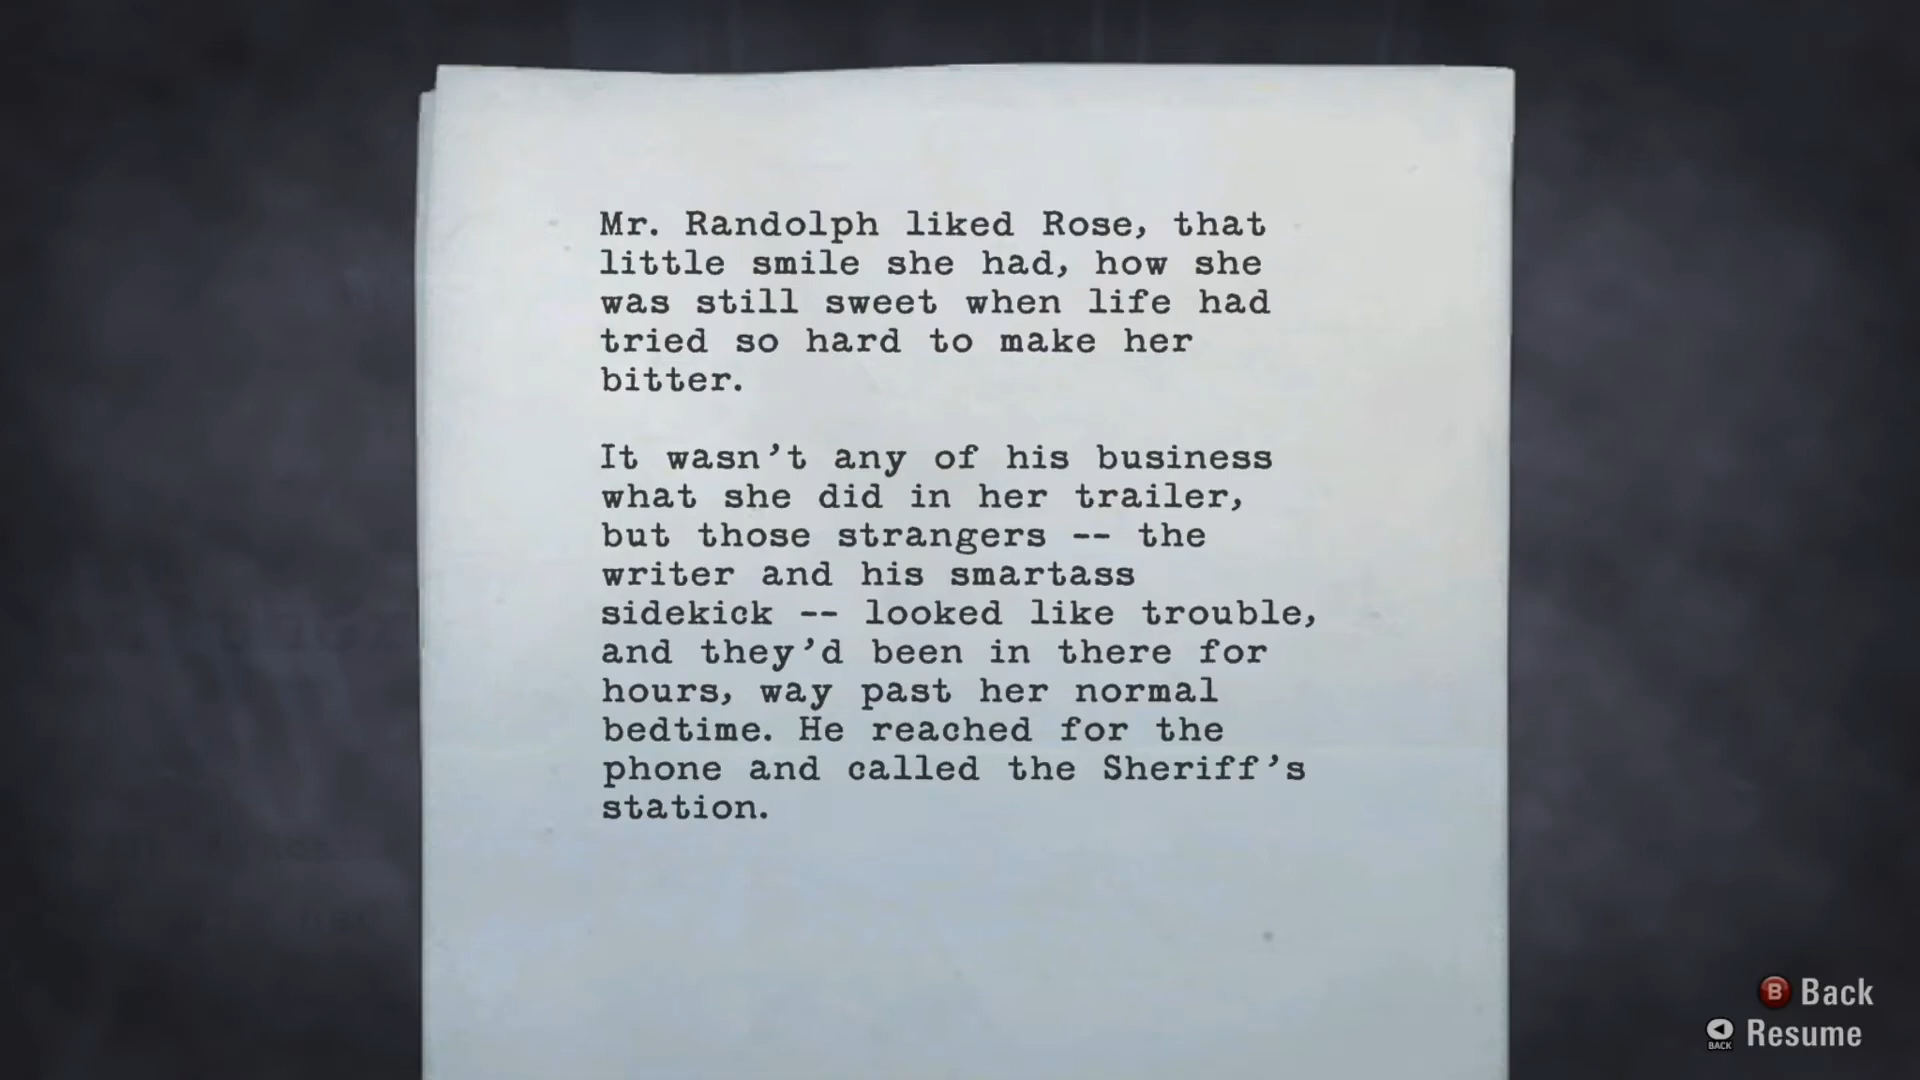 Mr. Randolph liked Rose, that
little smile she had, how she
was still sweet when life had
tried so hard to make her
bitter.
It wasn’t any of his business
what she did in her trailer,
but those strangers -- the
writer and his smartass
sidekick -- looked like trouble,
and they’d been in there for
hours, way past her normal
bedtime. He reached for the
phone and called the Sheriff’s
station.
B Back
BACK Resume